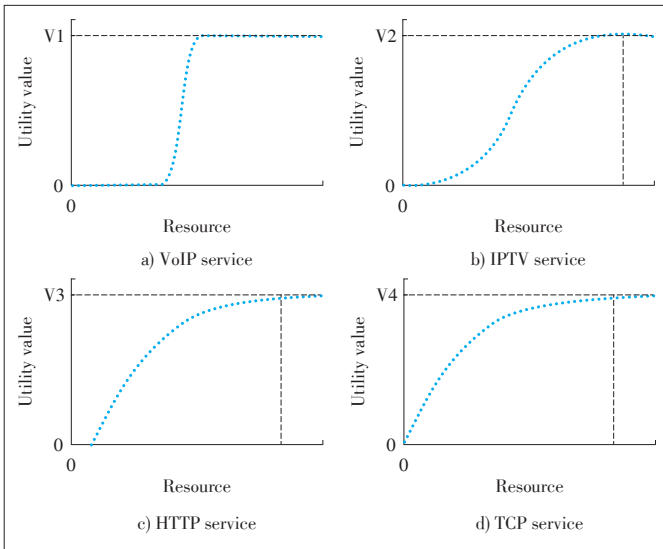 V1
Utility value
0
0
Resource
a) VoIP service
V2
Utility value
0
0
Resource
b) IPTV service
V3
Utility value
0
0
Resource
c) HTTP service
V4
Utility value
0
0
Resource
d) TCP service